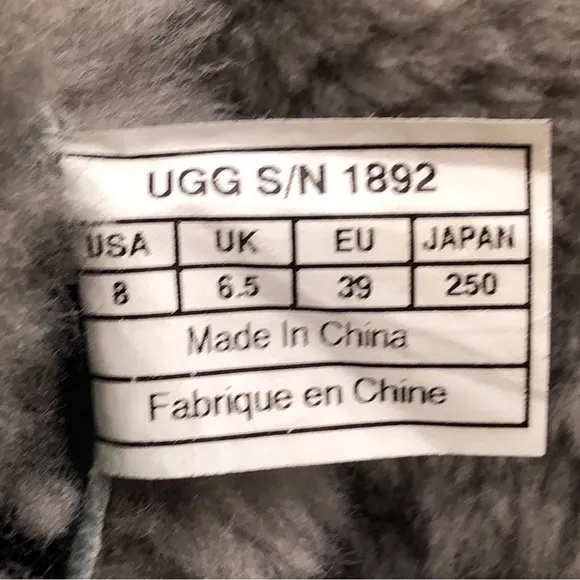 UGG S/N 1892
USA UK EU JAPAN
8 6.5 39 250
Made In China
Fabrique en Chine